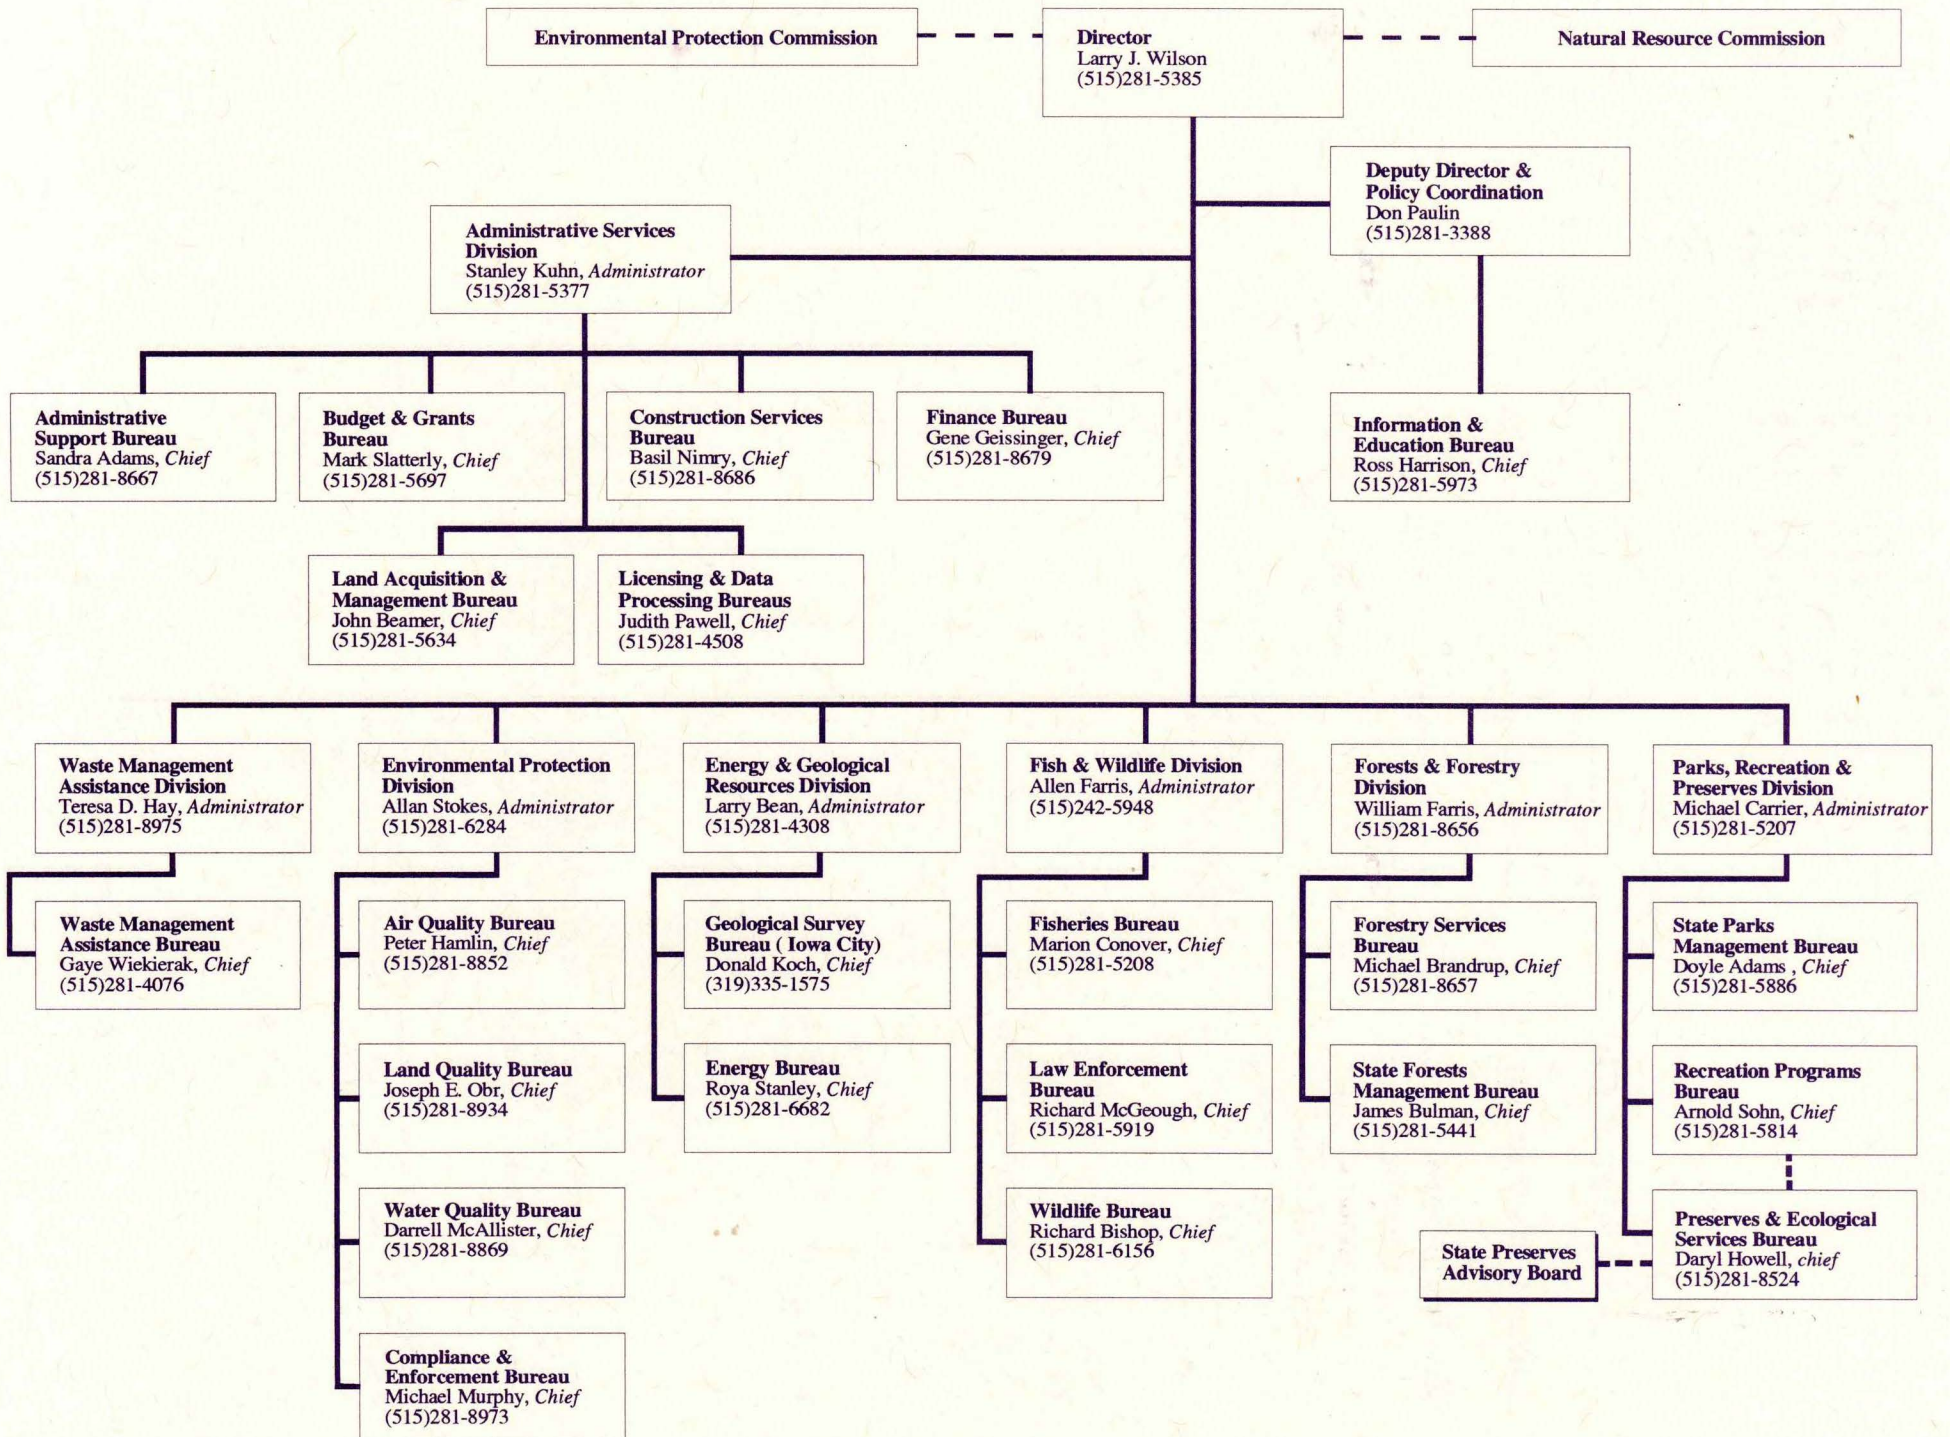 Environmental Protection Commission
Director
Larry J. Wilson
(515)281-5385
Natural Resource Commission
Deputy Director &
Policy Coordination
Don Paulin
(515)281-3388
Administrative Services
Division
Stanley Kuhn, Administrator
(515)281-5377
Administrative
Support Bureau
Sandra Adams, Chief
(515)281-8667
Budget & Grants
Bureau
Mark Slatterly, Chief
(515)281-5697
Construction Services
Bureau
Basil Nimry, Chief
(515)281-8686
Finance Bureau
Gene Geissinger, Chief
(515)281-8679
Information &
Education Bureau
Ross Harrison, Chief
(515)281-5973
Land Acquisition &
Management Bureau
John Beamer, Chief
(515)281-5634
Licensing & Data
Processing Bureaus
Judith Pawell, Chief
(515)281-4508
Waste Management
Assistance Division
Teresa D. Hay, Administrator
(515)281-8975
Environmental Protection
Division
Allan Stokes, Administrator
(515)281-6284
Energy & Geological
Resources Division
Larry Bean, Administrator
(515)281-4308
Fish & Wildlife Division
Allen Farris, Administrator
(515)242-5948
Forests & Forestry
Division
William Farris, Administrator
(515)281-8656
Parks, Recreation &
Preserves Division
Michael Carrier, Administrator
(515)281-5207
Waste Management
Assistance Bureau
Gaye Wiekierak, Chief
(515)281-4076
Air Quality Bureau
Peter Hamlin, Chief
(515)281-8852
Geological Survey
Bureau ( Iowa City)
Donald Koch, Chief
(319)335-1575
Fisheries Bureau
Marion Conover, Chief
(515)281-5208
Forestry Services
Bureau
Michael Brandrup, Chief
(515)281-8657
State Parks
Management Bureau
Doyle Adams , Chief
(515)281-5886
Land Quality Bureau
Joseph E. Obr, Chief
(515)281-8934
Energy Bureau
Roya Stanley, Chief
(515)281-6682
Law Enforcement
Bureau
Richard McGeough, Chief
(515)281-5919
State Forests
Management Bureau
James Bulman, Chief
(515)281-5441
Recreation Programs
Bureau
Arnold Sohn, Chief
(515)281-5814
Water Quality Bureau
Darrell McAllister, Chief
(515)281-8869
Wildlife Bureau
Richard Bishop, Chief
(515)281-6156
State Preserves
Advisory Board
Preserves & Ecological
Services Bureau
Daryl Howell, chief
(515)281-8524
Compliance &
Enforcement Bureau
Michael Murphy, Chief
(515)281-8973